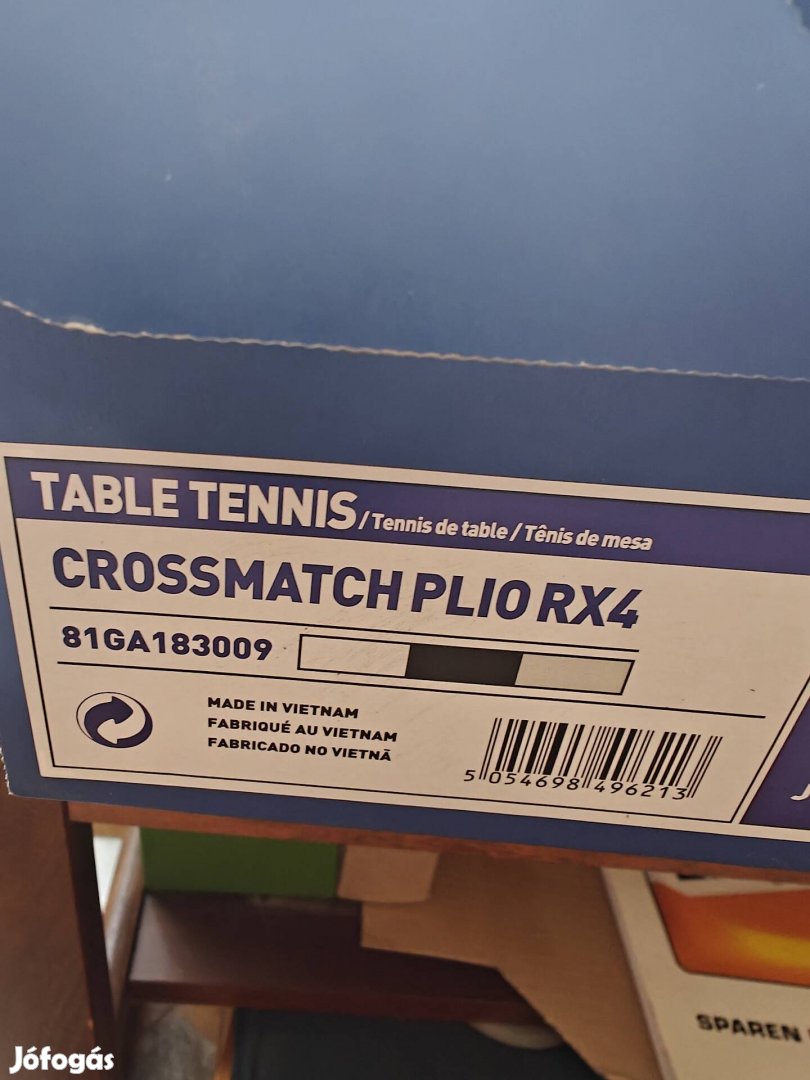 TABLE TENNIS/Tennis de table/Tênis de mesa
CROSSMATCH PLIO RX4
81GA183009
MADE IN VIETNAM
FABRIQUÉ AU VIETNAM
FABRICADO NO VIETNÃ
5 054698 496213
SPAREN
Jófogás